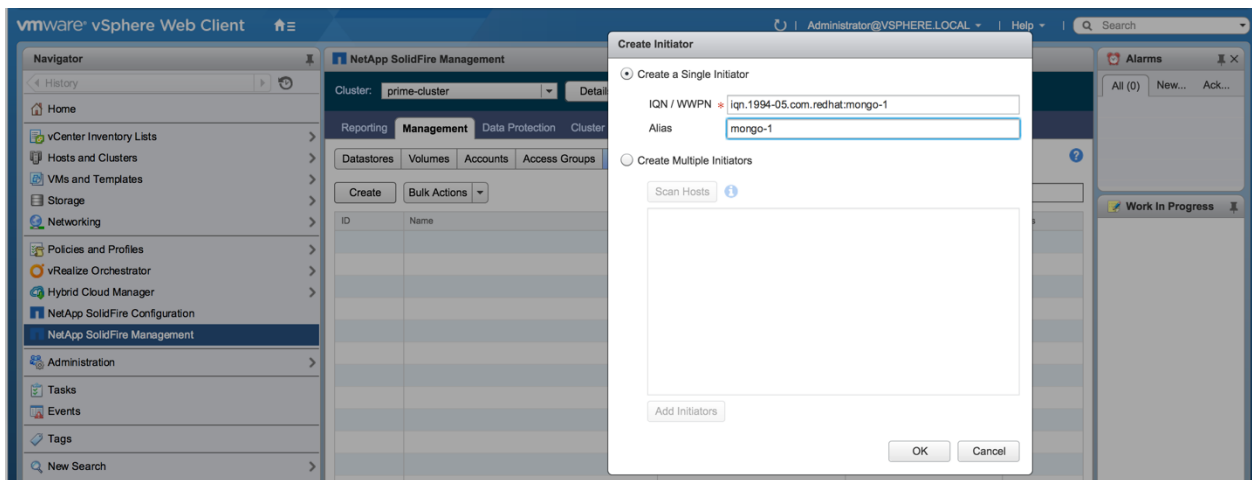 vmware® vSphere Web Client
Administrator@VSPHERE.LOCAL
Help
Search
Navigator
History
Home
vCenter Inventory Lists
Hosts and Clusters
VMs and Templates
Storage
Networking
Policies and Profiles
vRealize Orchestrator
Hybrid Cloud Manager
NetApp SolidFire Configuration
NetApp SolidFire Management
Administration
Tasks
Events
Tags
New Search
NetApp SolidFire Management
Cluster: prime-cluster
Reporting Management Data Protection Cluster
Datastores Volumes Accounts Access Groups
Create Bulk Actions
ID Name
Create Initiator
Create a Single Initiator
IQN / WWPN * iqn.1994-05.com.redhat:mongo-1
Alias mongo-1
Create Multiple Initiators
Scan Hosts
Add Initiators
OK Cancel
Alarms
All (0) New... Ack...
Work In Progress